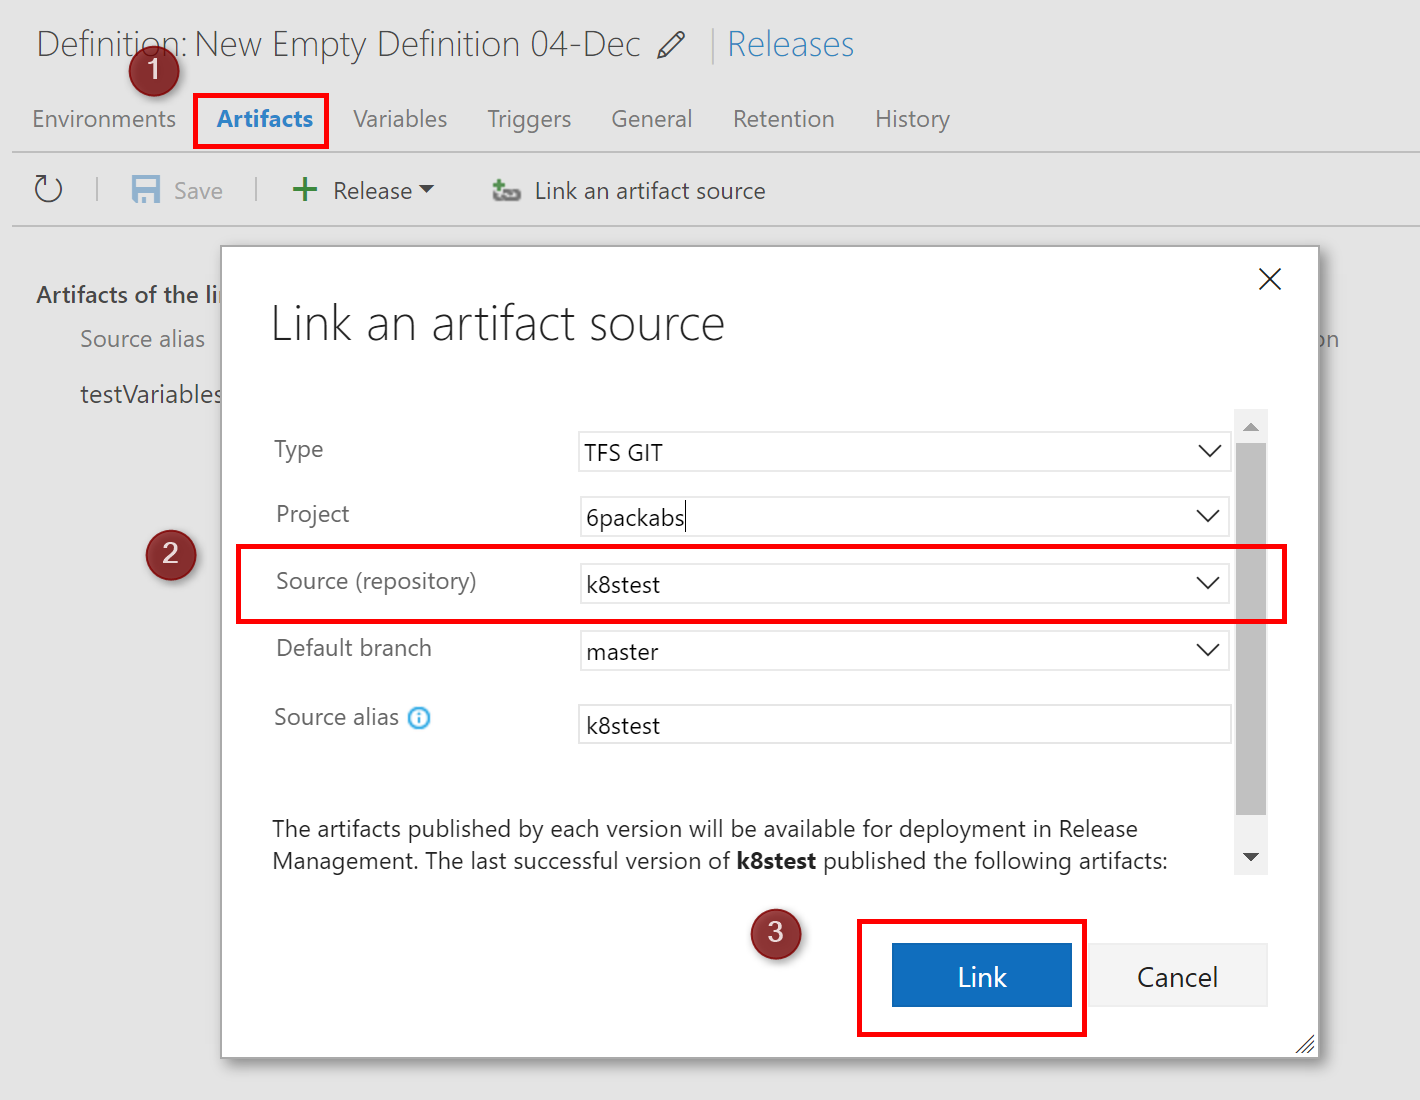 Definition: New Empty Definition 04-Dec | Releases
1
Environments Artifacts Variables Triggers General Retention History
Save Release Link an artifact source
Artifacts of the
Link an artifact source
Source alias
testVariables
Type TFS GIT
Project 6packabs
2
Source (repository) k8stest
Default branch master
Source alias k8stest
The artifacts published by each version will be available for deployment in Release
Management. The last successful version of k8stest published the following artifacts:
3
Link Cancel